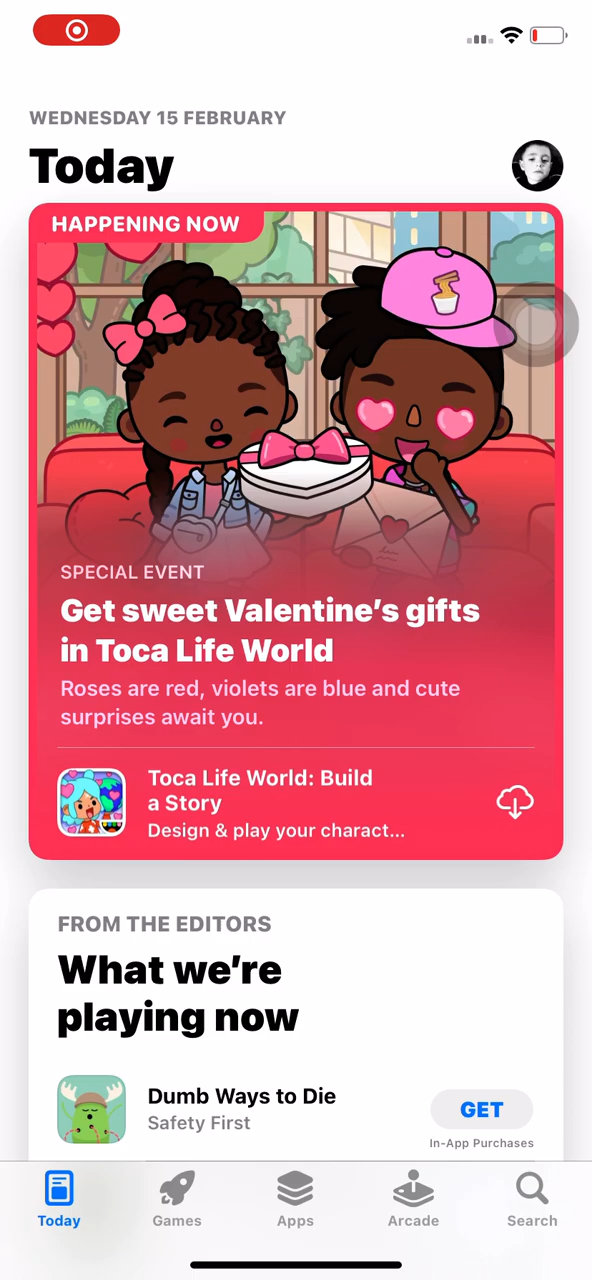 WEDNESDAY 15 FEBRUARY
Today
HAPPENING NOW
SPECIAL EVENT
Get sweet Valentine's gifts
in Toca Life World
Roses are red, violets are blue and cute
surprises await you.
Toca Life World: Build
a Story
Design & play your charact...
FROM THE EDITORS
What we're
playing now
Dumb Ways to Die
Safety First
GET
In-App Purchases
Today
Games
Apps
Arcade
Search